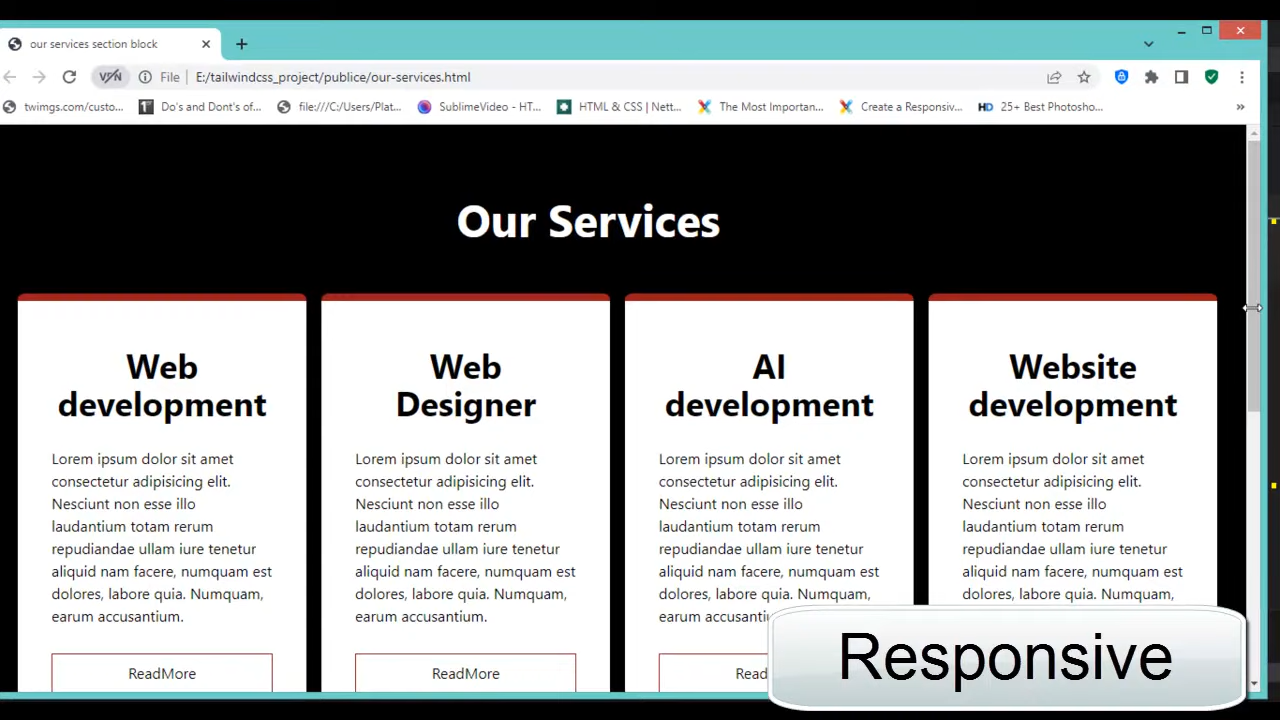 our services section block
VPN
File
E:/tailwindcss_project/publice/our-services.html
twimgs.com/custo...
Do's and Dont's of...
file:///C:/Users/Plat...
SublimeVideo - HT...
HTML & CSS | Nett...
The Most Importan...
Create a Responsiv...
HD 25+ Best Photosho...
»
Our Services
Web
development
Lorem ipsum dolor sit amet
consectetur adipisicing elit.
Nesciunt non esse illo
laudantium totam rerum
repudiandae ullam iure tenetur
aliquid nam facere, numquam est
dolores, labore quia. Numquam,
earum accusantium.
ReadMore
Web
Designer
Lorem ipsum dolor sit amet
consectetur adipisicing elit.
Nesciunt non esse illo
laudantium totam rerum
repudiandae ullam iure tenetur
aliquid nam facere, numquam est
dolores, labore quia. Numquam,
earum accusantium.
ReadMore
AI
development
Lorem ipsum dolor sit amet
consectetur adipisicing elit.
Nesciunt non esse illo
laudantium totam rerum
repudiandae ullam iure tenetur
aliquid nam facere, numquam est
dolores, labore quia. Numquam,
earum accusantium.
Read
Website
development
Lorem ipsum dolor sit amet
consectetur adipisicing elit.
Nesciunt non esse illo
laudantium totam rerum
repudiandae ullam iure tenetur
aliquid nam facere, numquam est
dolores, labore quia. Numquam,
Responsive